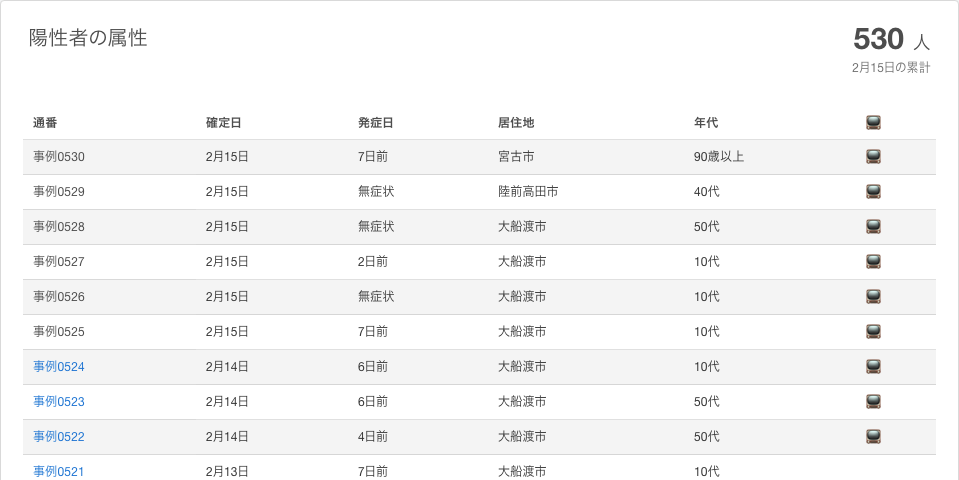 陽性者の属性
530 人
2月15日の累計
通番 確定日 発症日 居住地 年代
事例0530 2月15日 7日前 宮古市 90歳以上
事例0529 2月15日 無症状 陸前高田市 40代
事例0528 2月15日 無症状 大船渡市 50代
事例0527 2月15日 2日前 大船渡市 10代
事例0526 2月15日 無症状 大船渡市 10代
事例0525 2月15日 7日前 大船渡市 10代
事例0524 2月14日 6日前 大船渡市 10代
事例0523 2月14日 6日前 大船渡市 50代
事例0522 2月14日 4日前 大船渡市 50代
事例0521 2月13日 7日前 大船渡市 10代